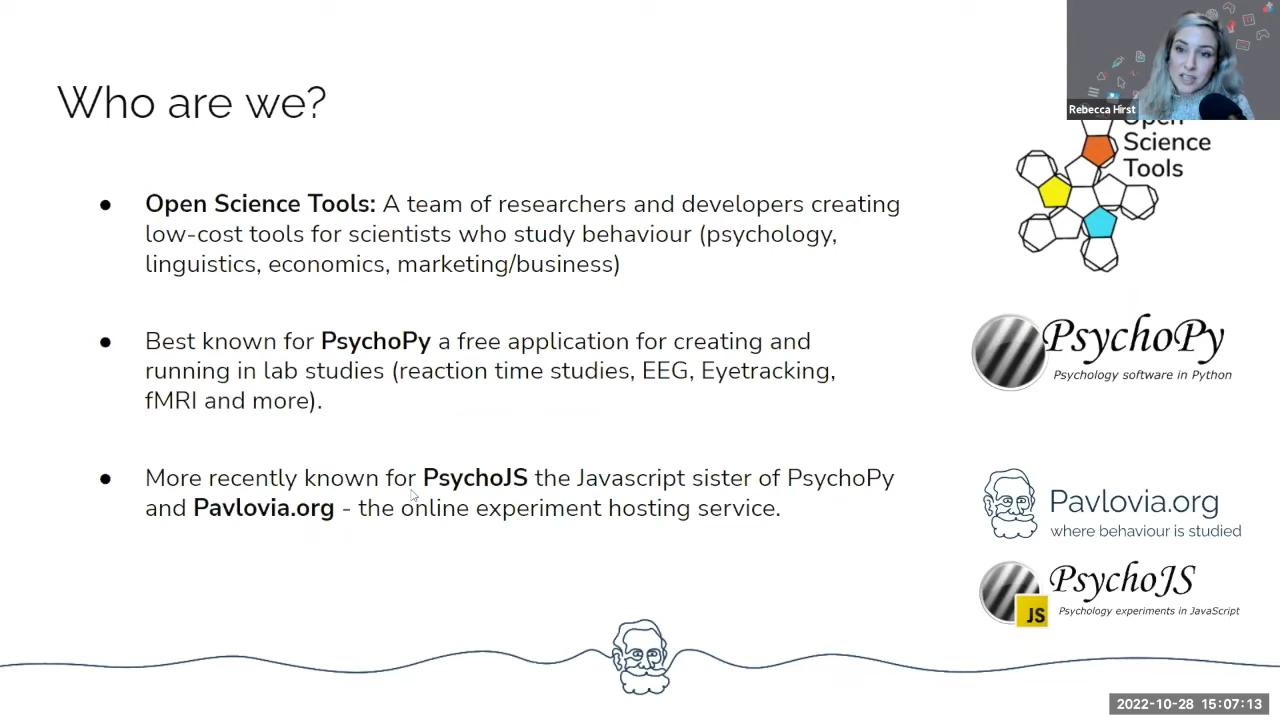 Who are we?
Rebecca Hirst
Open
Science
Tools
● Open Science Tools: A team of researchers and developers creating
low-cost tools for scientists who study behaviour (psychology,
linguistics, economics, marketing/business)
● Best known for PsychoPy a free application for creating and
running in lab studies (reaction time studies, EEG, Eyetracking,
fMRI and more).
PsychoPy
Psychology software in Python
● More recently known for PsychoJS the Javascript sister of PsychoPy
and Pavlovia.org - the online experiment hosting service.
Pavlovia.org
where behaviour is studied
PsychoJS
JS
Psychology experiments in JavaScript
2022-10-28 15:07:13